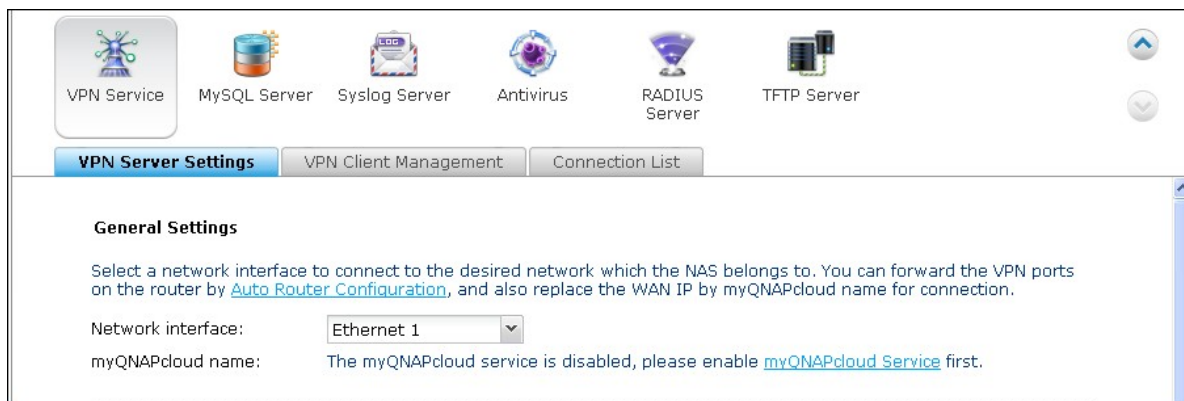 LOG
VPN Service
MySQL Server
Syslog Server
Antivirus
RADIUS
Server
TFTP Server
VPN Server Settings
VPN Client Management
Connection List
General Settings
Select a network interface to connect to the desired network which the NAS belongs to. You can forward the VPN ports
on the router by Auto Router Configuration, and also replace the WAN IP by myQNAPcloud name for connection.
Network interface:
Ethernet 1
myQNAPcloud name:
The myQNAPcloud service is disabled, please enable myQNAPcloud Service first.